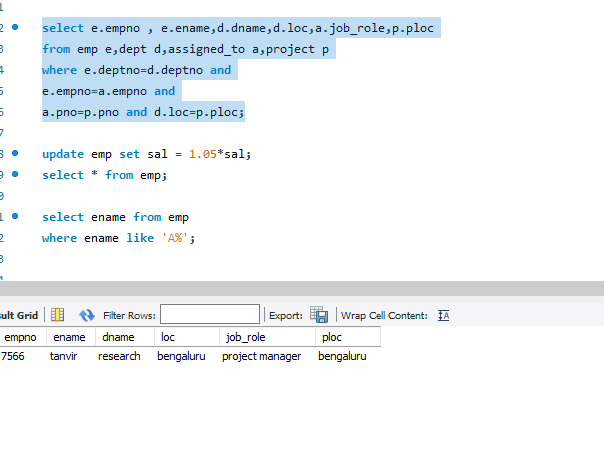 1
2 select e.empno , e.ename,d.dname,d.loc,a.job_role,p.ploc
3 from emp e,dept d,assigned_to a,project p
4 where e.deptno=d.deptno and
5 e.empno=a.empno and
6 a.pno=p.pno and d.loc=p.ploc;
7
8 update emp set sal = 1.05*sal;
9 select * from emp;
0
1 select ename from emp
2 where ename like 'A%';
3
sult Grid Filter Rows: Export: Wrap Cell Content: IA
empno ename dname loc job_role ploc
7566 tanvir research bengaluru project manager bengaluru